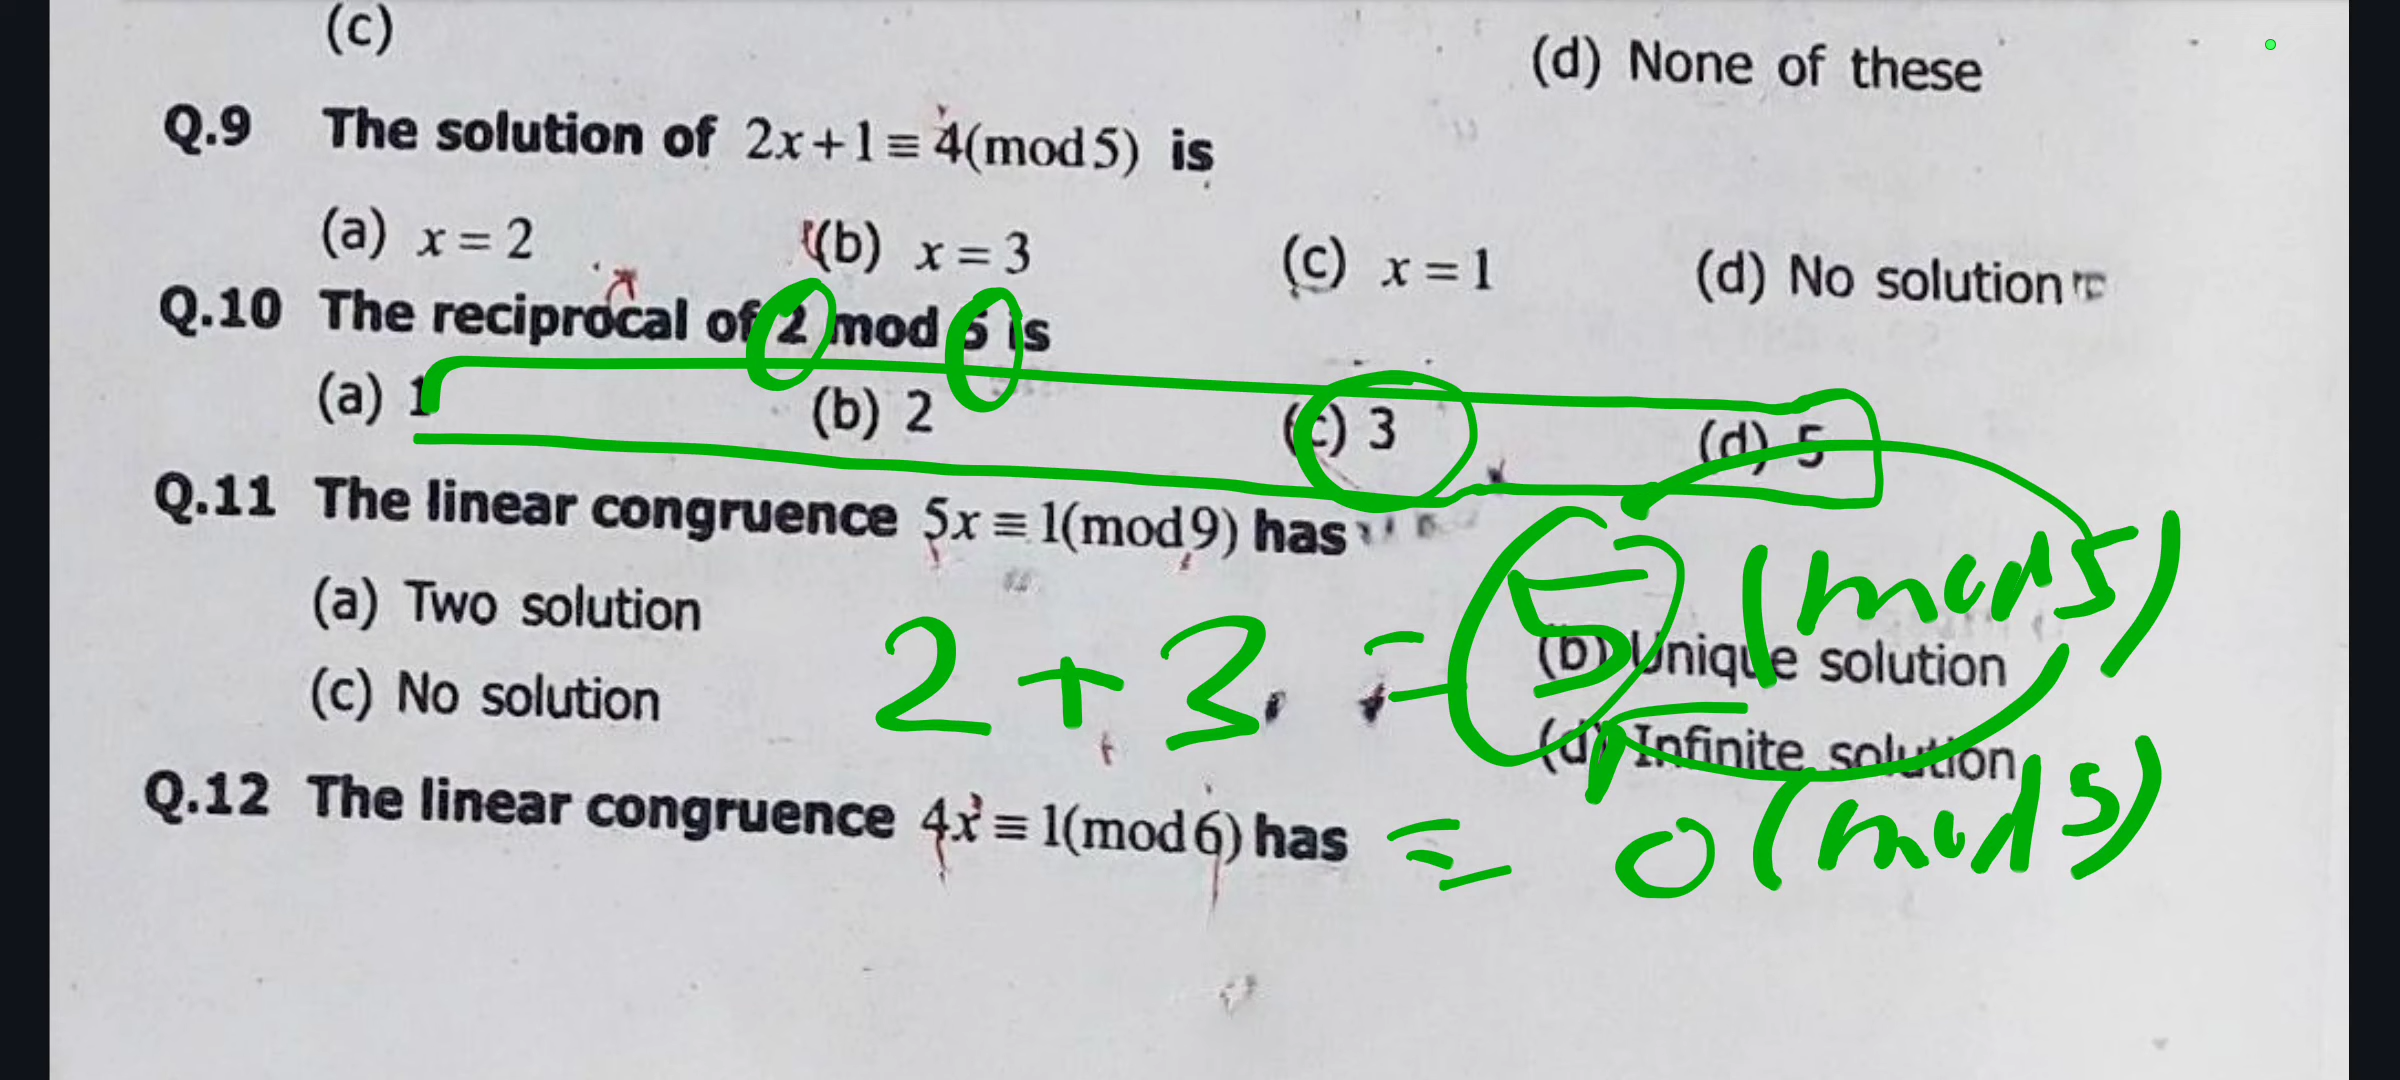 (c)
(d) None of these
Q.9 The solution of 2x+1≡4(mod5) is
(a) x=2 (b) x=3 (c) x=1 (d) No solution
Q.10 The reciprocal of 2 mod 5 is
(a) 1 (b) 2 (c) 3 (d) 5
Q.11 The linear congruence 5x≡1(mod9) has
(a) Two solution (b) Unique solution
(c) No solution (d) Infinite solution
Q.12 The linear congruence 4x≡1(mod6) has
2+3 = 5 (mod 5)
≡ 0 (mod 5)